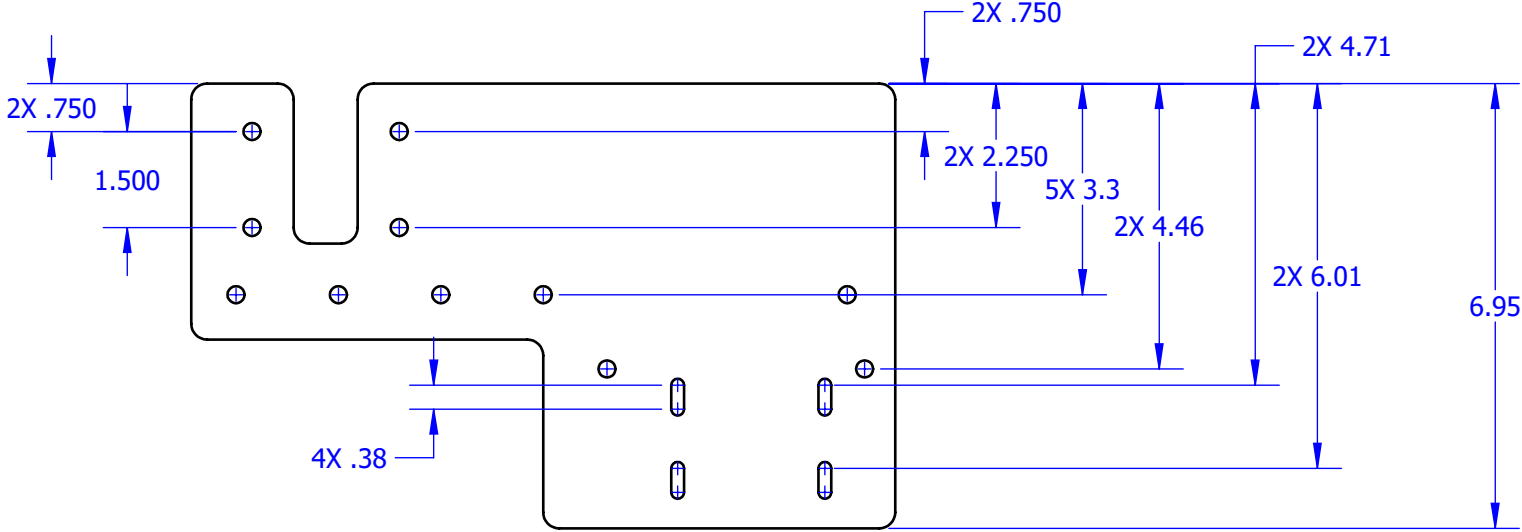 2X .750
2X 4.71
2X .750
2X 2.250
1.500
5X 3.3
2X 4.46
2X 6.01
6.95
4X .38